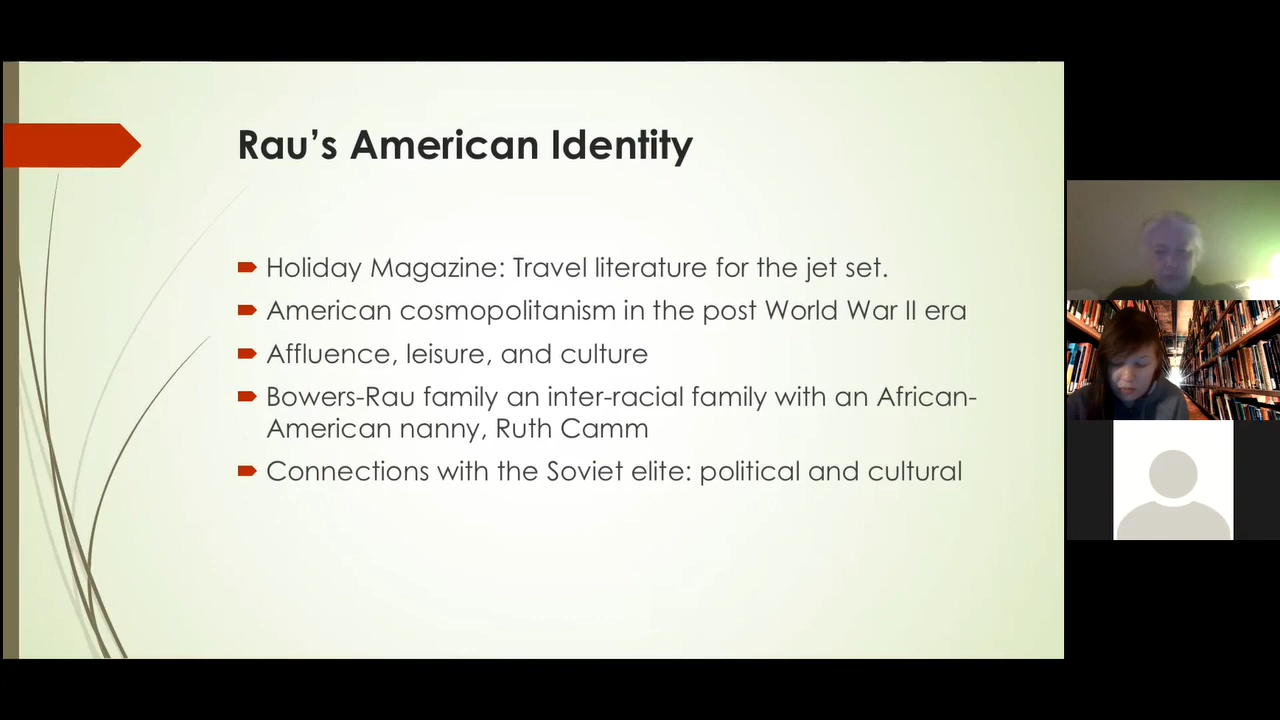 Rau’s American Identity
Holiday Magazine: Travel literature for the jet set.
American cosmopolitanism in the post World War II era
Affluence, leisure, and culture
Bowers-Rau family an inter-racial family with an African-
American nanny, Ruth Camm
Connections with the Soviet elite: political and cultural